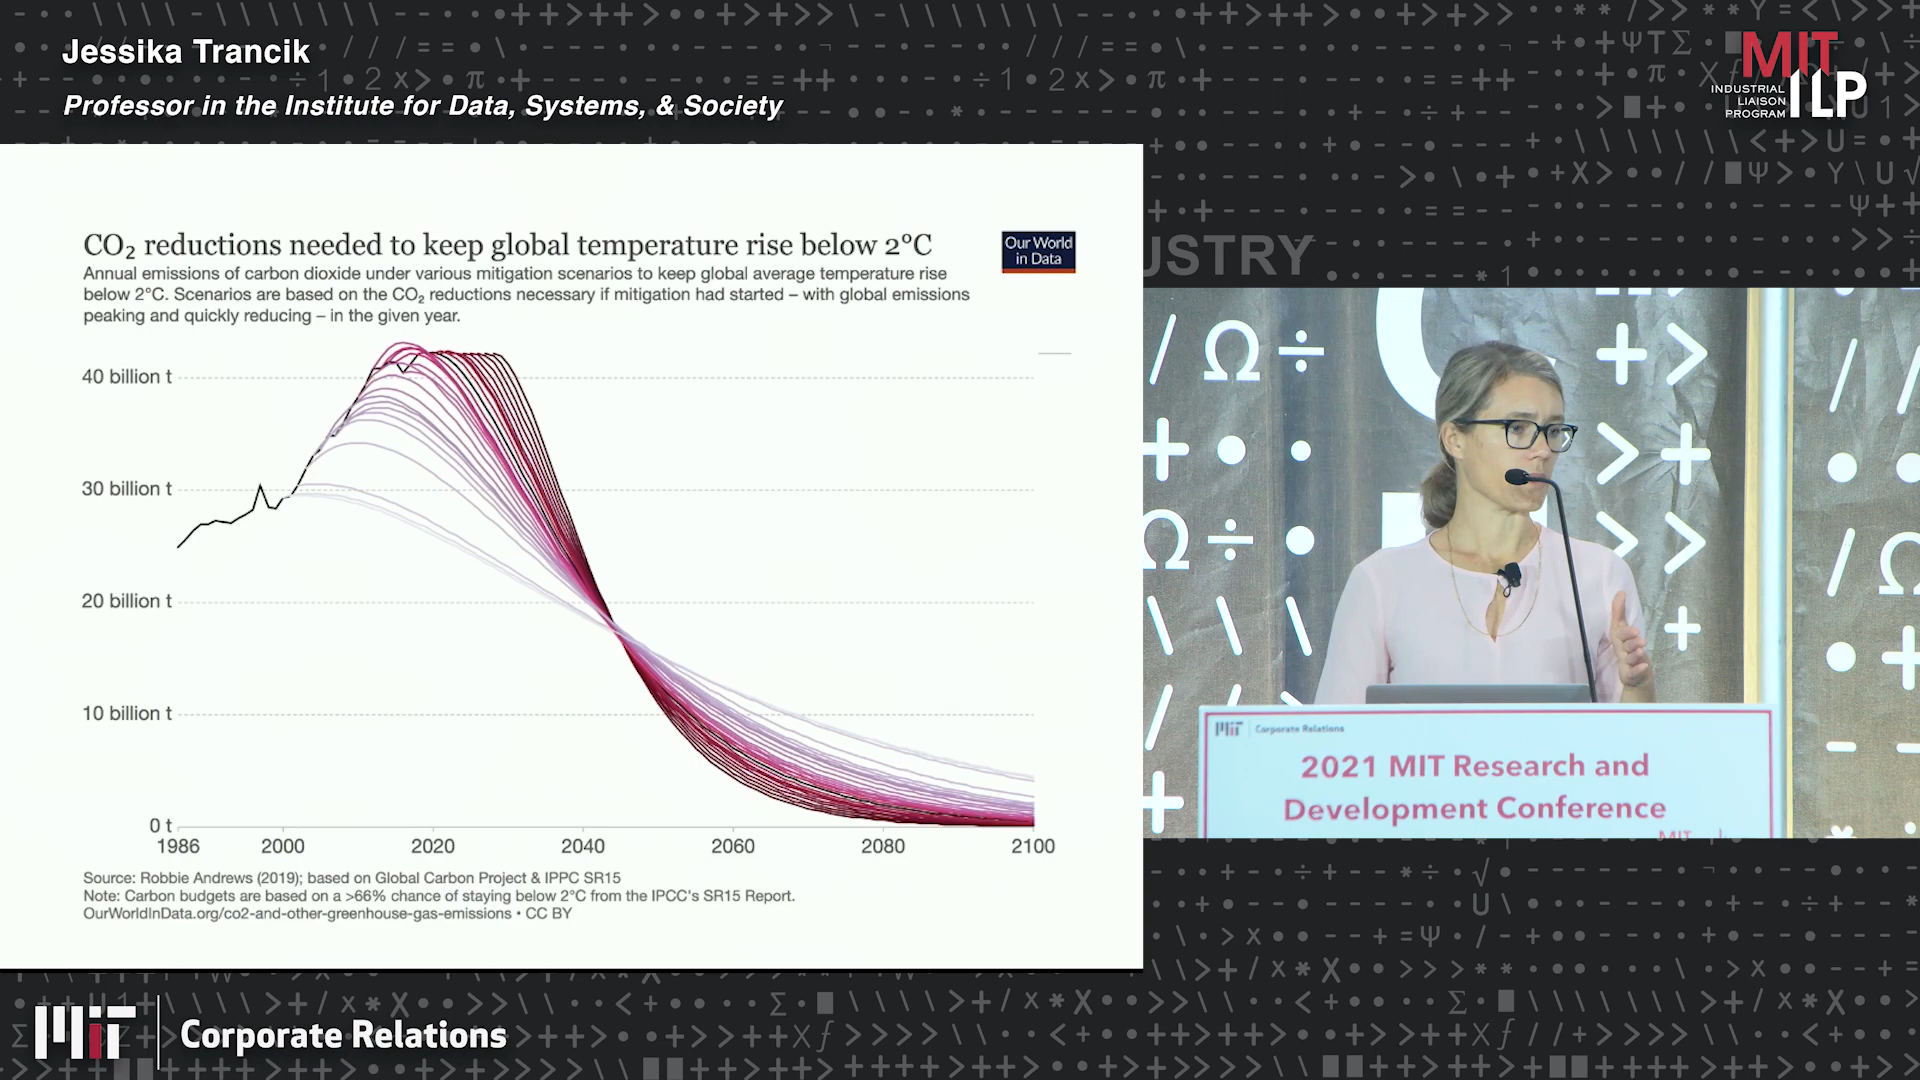 Jessika Trancik
Professor in the Institute for Data, Systems, & Society
MIT
ILP
INDUSTRIAL
LIAISON
PROGRAM
USTRY
CO₂ reductions needed to keep global temperature rise below 2°C
Our World
in Data
Annual emissions of carbon dioxide under various mitigation scenarios to keep global average temperature rise
below 2°C. Scenarios are based on the CO₂ reductions necessary if mitigation had started – with global emissions
peaking and quickly reducing – in the given year.
40 billion t
30 billion t
20 billion t
10 billion t
0 t
1986 2000 2020 2040 2060 2080 2100
Source: Robbie Andrews (2019); based on Global Carbon Project & IPPC SR15
Note: Carbon budgets are based on a >66% chance of staying below 2°C from the IPCC's SR15 Report.
OurWorldInData.org/co2-and-other-greenhouse-gas-emissions • CC BY
MIT Corporate Relations
2021 MIT Research and
Development Conference
MIT
MIT Corporate Relations